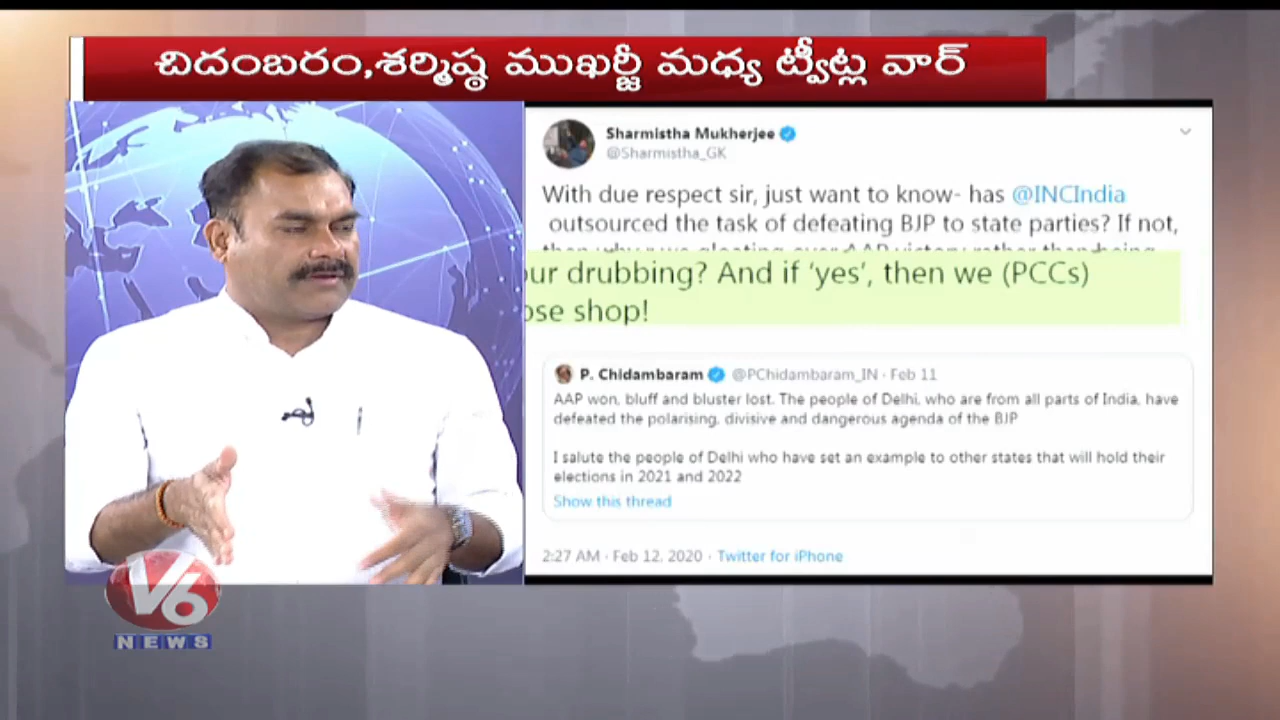 చిదంబరం,శర్మిష్ఠ ముఖర్జీ మధ్య ట్వీట్ల వార్
Sharmistha Mukherjee
@Sharmistha_GK
With due respect sir, just want to know- has @INCIndia
outsourced the task of defeating BJP to state parties? If not,
our drubbing? And if ‘yes’, then we (PCCs)
ose shop!
P. Chidambaram @PChidambaram_IN · Feb 11
AAP won, bluff and bluster lost. The people of Delhi, who are from all parts of India, have
defeated the polarising, divisive and dangerous agenda of the BJP
I salute the people of Delhi who have set an example to other states that will hold their
elections in 2021 and 2022
Show this thread
2:27 AM · Feb 12, 2020 · Twitter for iPhone
V6
NEWS